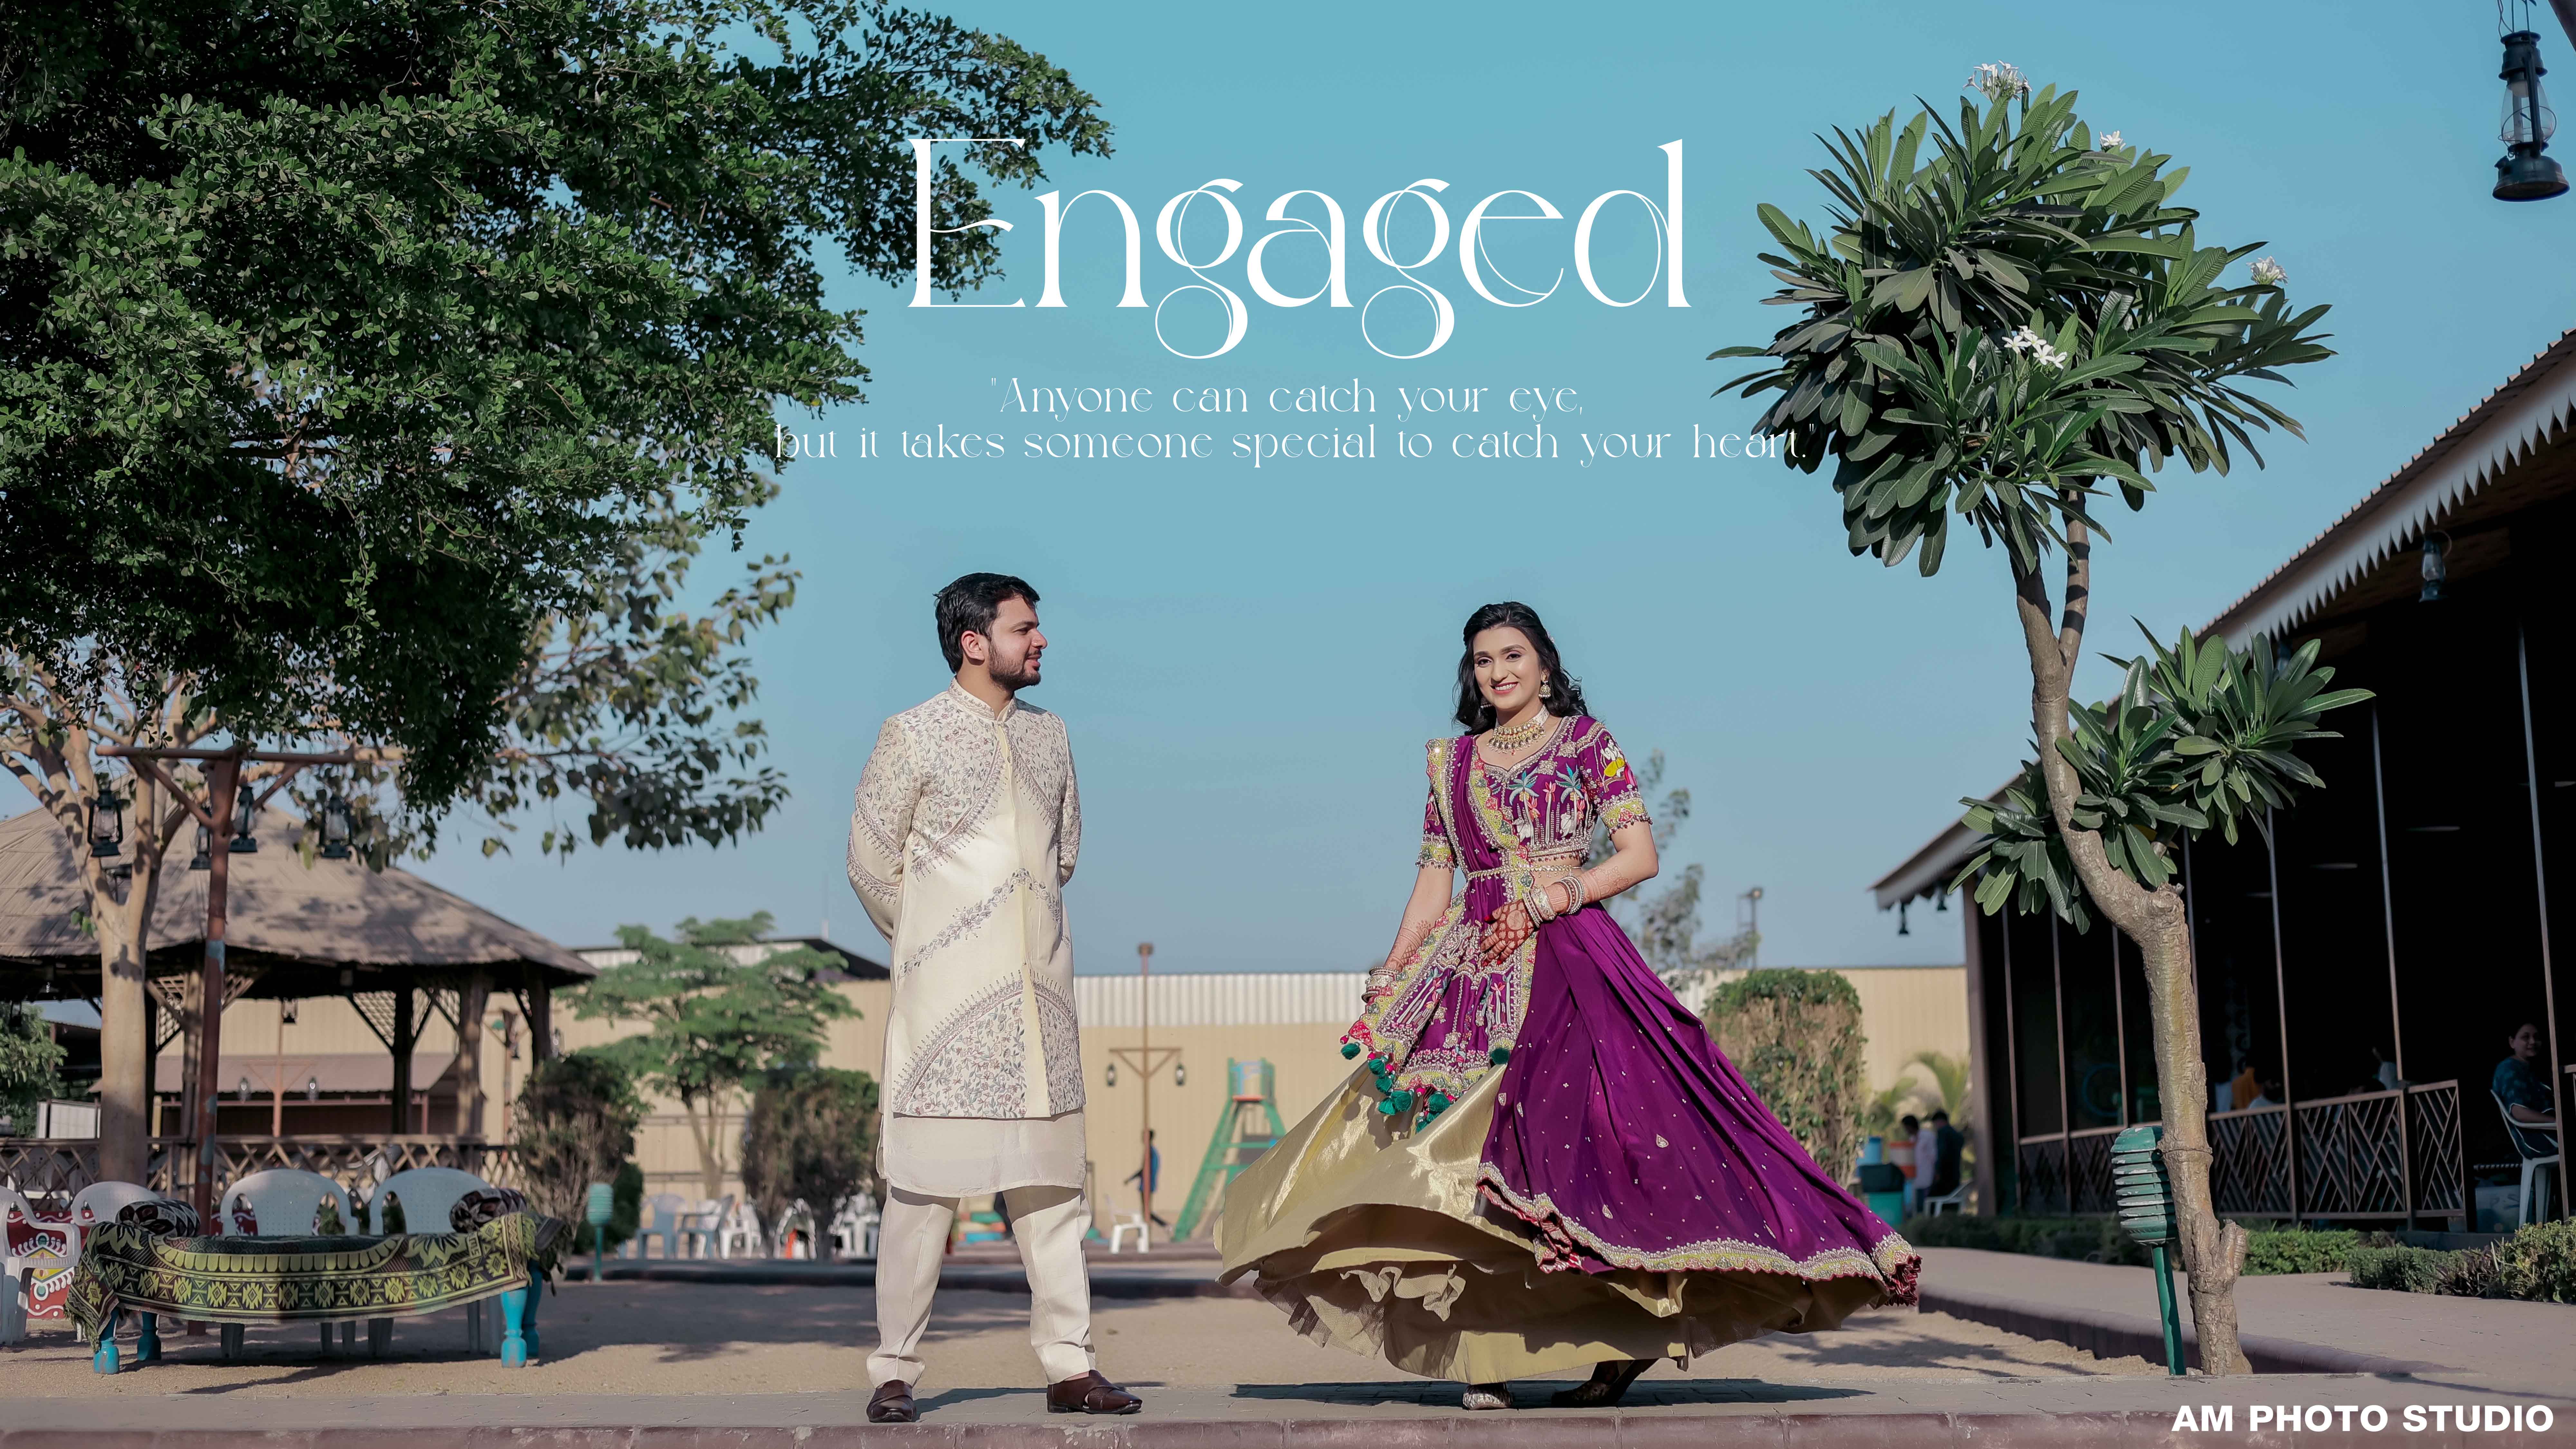 Engaged
"Anyone can catch your eye,
but it takes someone special to catch your heart."
AM PHOTO STUDIO